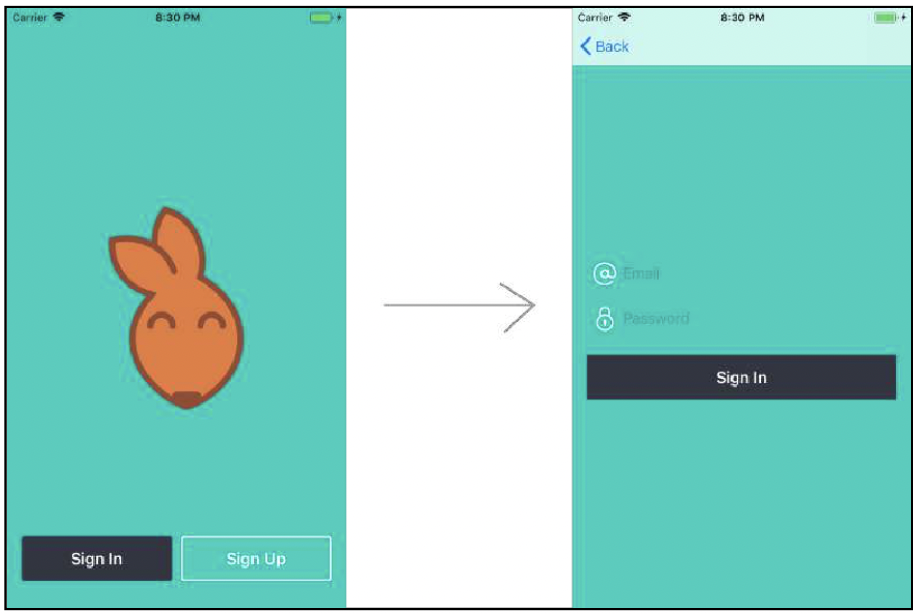 Carrier 8:30 PM
Sign In Sign Up
Carrier 8:30 PM
Back
Email
Password
Sign In